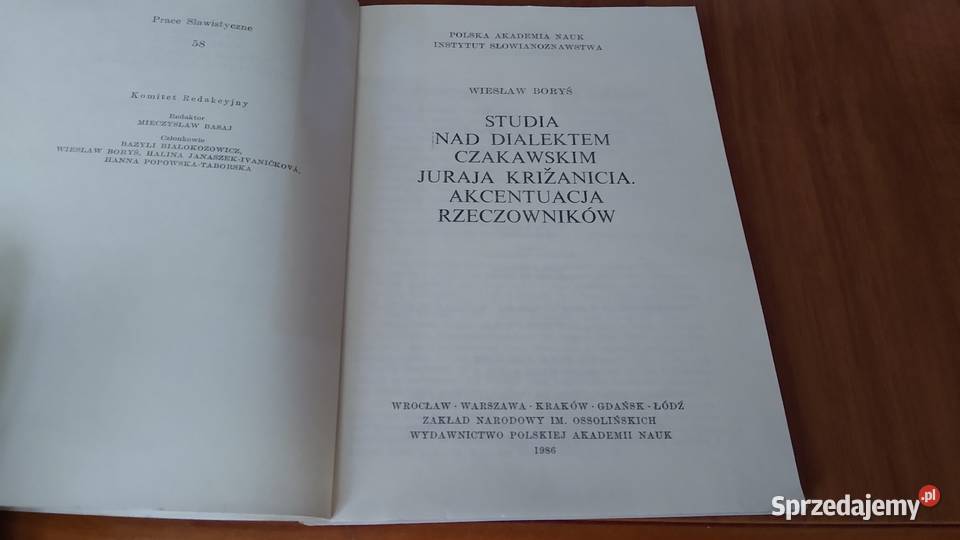 Prace Slawistyczne
58
Komitet Redakcyjny
Redaktor
MIECZYSŁAW BASAJ
Członkowie
BAZYLI BIAŁOKOZOWICZ,
WIESŁAW BORYŚ, HALINA JANASZEK-IVANIČKOVÁ,
HANNA POPOWSKA-TABORSKA
POLSKA AKADEMIA NAUK
INSTYTUT SŁOWIANOZNAWSTWA
WIESŁAW BORYŚ
STUDIA
NAD DIALEKTEM
CZAKAWSKIM
JURAJA KRIŽANICIA.
AKCENTUACJA
RZECZOWNIKÓW
WROCŁAW · WARSZAWA · KRAKÓW · GDAŃSK · ŁÓDŹ
ZAKŁAD NARODOWY IM. OSSOLIŃSKICH
WYDAWNICTWO POLSKIEJ AKADEMII NAUK
1986
Sprzedajemy.pl